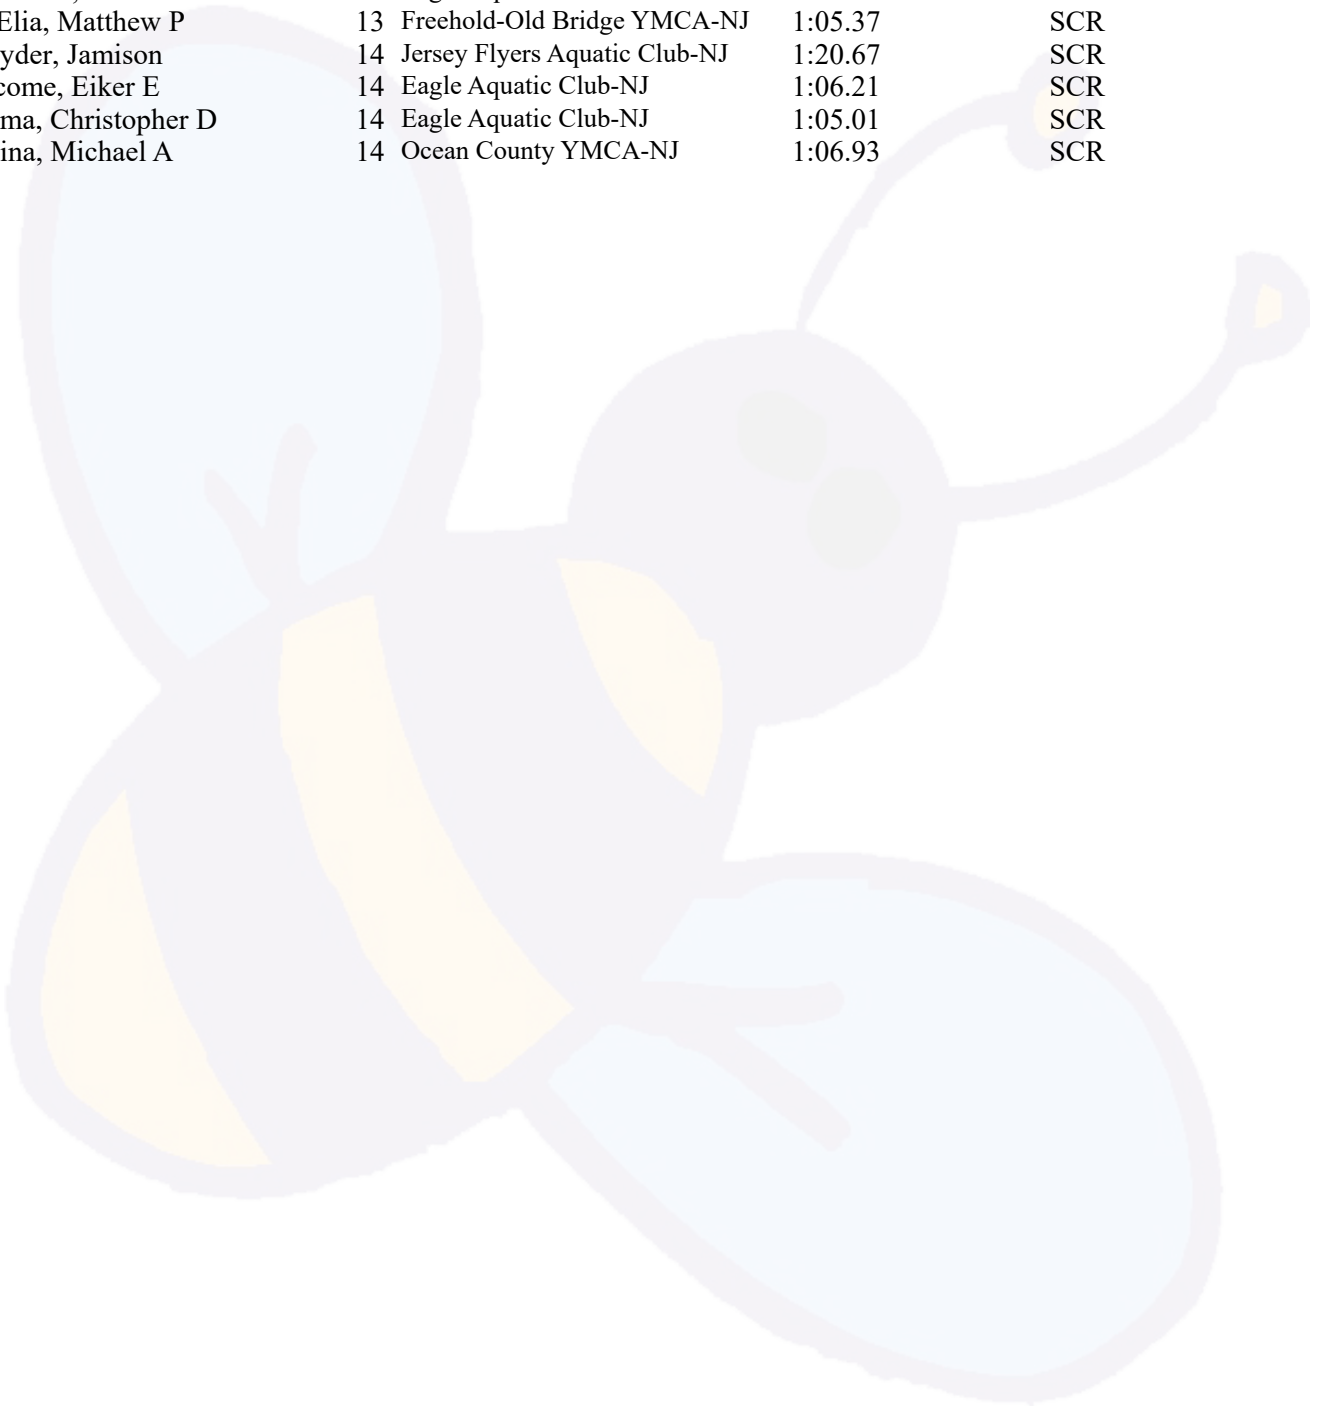 Elia, Matthew P 13 Freehold-Old Bridge YMCA-NJ 1:05.37 SCR
yder, Jamison 14 Jersey Flyers Aquatic Club-NJ 1:20.67 SCR
come, Eiker E 14 Eagle Aquatic Club-NJ 1:06.21 SCR
ma, Christopher D 14 Eagle Aquatic Club-NJ 1:05.01 SCR
ina, Michael A 14 Ocean County YMCA-NJ 1:06.93 SCR